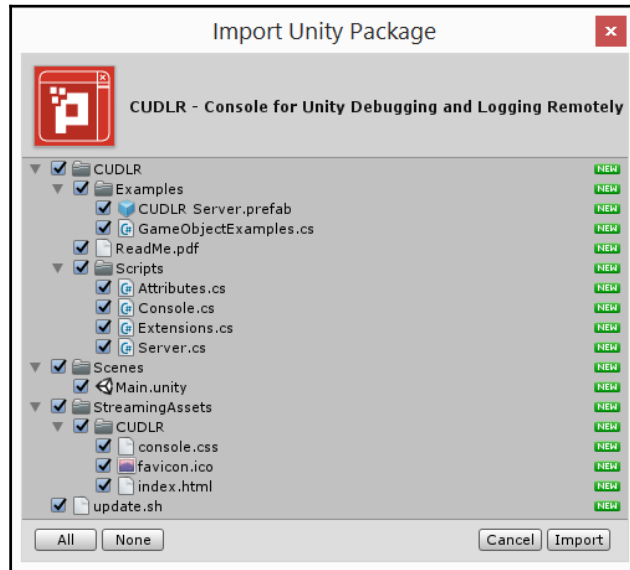 Import Unity Package
CUDLR - Console for Unity Debugging and Logging Remotely
CUDLR NEW
Examples NEW
CUDLR Server.prefab NEW
GameObjectExamples.cs NEW
ReadMe.pdf NEW
Scripts NEW
Attributes.cs NEW
Console.cs NEW
Extensions.cs NEW
Server.cs NEW
Scenes NEW
Main.unity NEW
StreamingAssets NEW
CUDLR NEW
console.css NEW
favicon.ico NEW
index.html NEW
update.sh NEW
All None Cancel Import